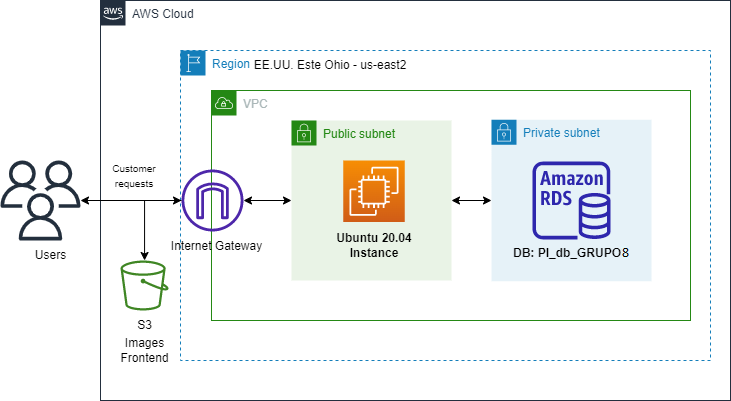 aws
AWS Cloud
Region EE.UU. Este Ohio - us-east2
VPC
Public subnet
Private subnet
Customer
requests
Amazon
RDS
Ubuntu 20.04
Instance
DB: PI_db_GRUPO8
Internet Gateway
Users
S3
Images
Frontend